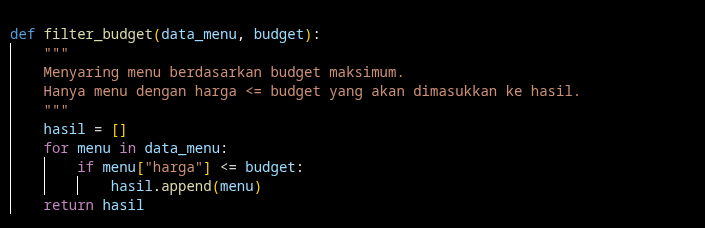 def filter_budget(data_menu, budget):
    """
    Menyaring menu berdasarkan budget maksimum.
    Hanya menu dengan harga <= budget yang akan dimasukkan ke hasil.
    """
    hasil = []
    for menu in data_menu:
        if menu["harga"] <= budget:
            hasil.append(menu)
    return hasil